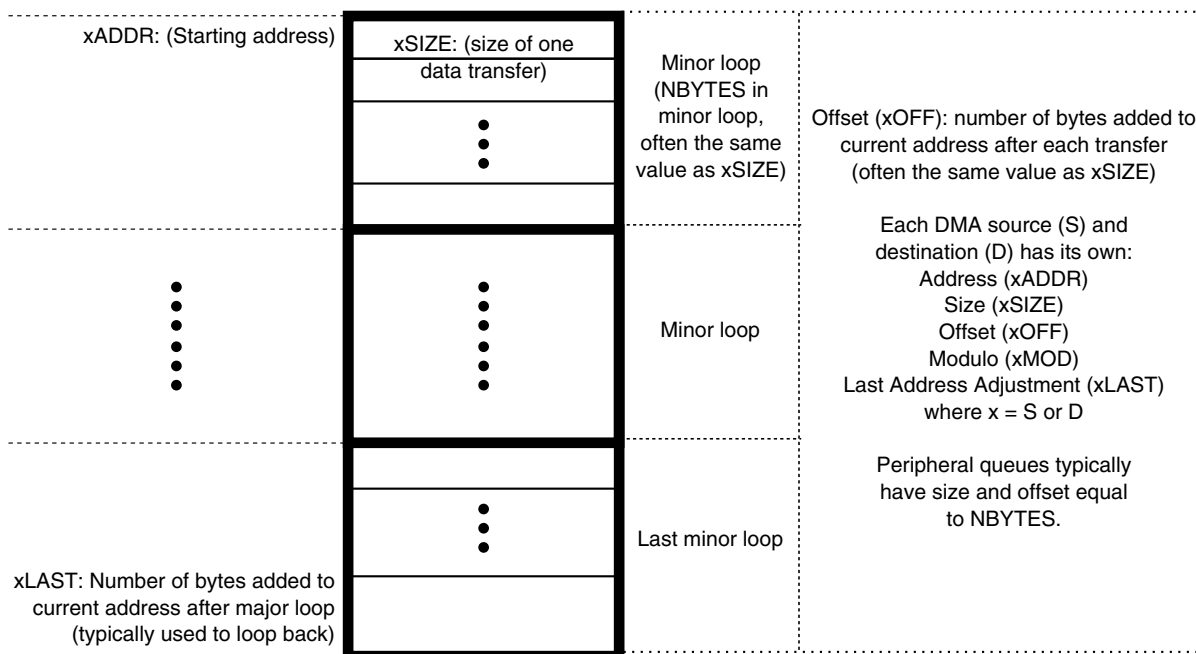 xADDR: (Starting address)
xSIZE: (size of one
data transfer)
Minor loop
(NBYTES in
minor loop,
often the same
value as xSIZE)
Offset (xOFF): number of bytes added to
current address after each transfer
(often the same value as xSIZE)
Each DMA source (S) and
destination (D) has its own:
Address (xADDR)
Size (xSIZE)
Offset (xOFF)
Modulo (xMOD)
Last Address Adjustment (xLAST)
where x = S or D
Peripheral queues typically
have size and offset equal
to NBYTES.
Minor loop
Last minor loop
xLAST: Number of bytes added to
current address after major loop
(typically used to loop back)